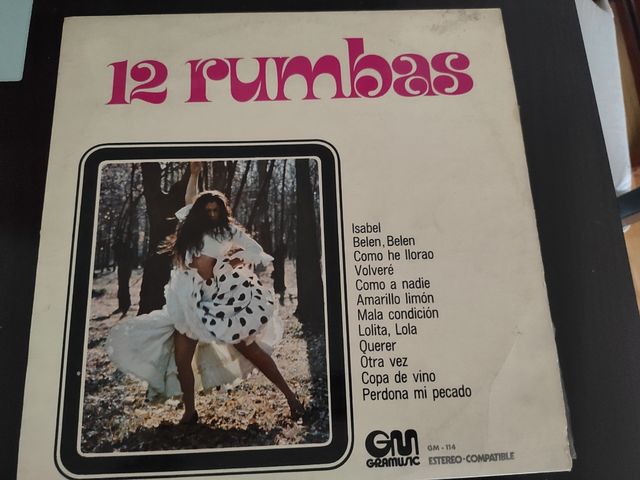 12 rumbas
Isabel
Belen, Belen
Como he llorao
Volveré
Como a nadie
Amarillo limón
Mala condición
Lolita, Lola
Querer
Otra vez
Copa de vino
Perdona mi pecado
GM
GRAMUSIC
GM - 114
ESTEREO-COMPATIBLE